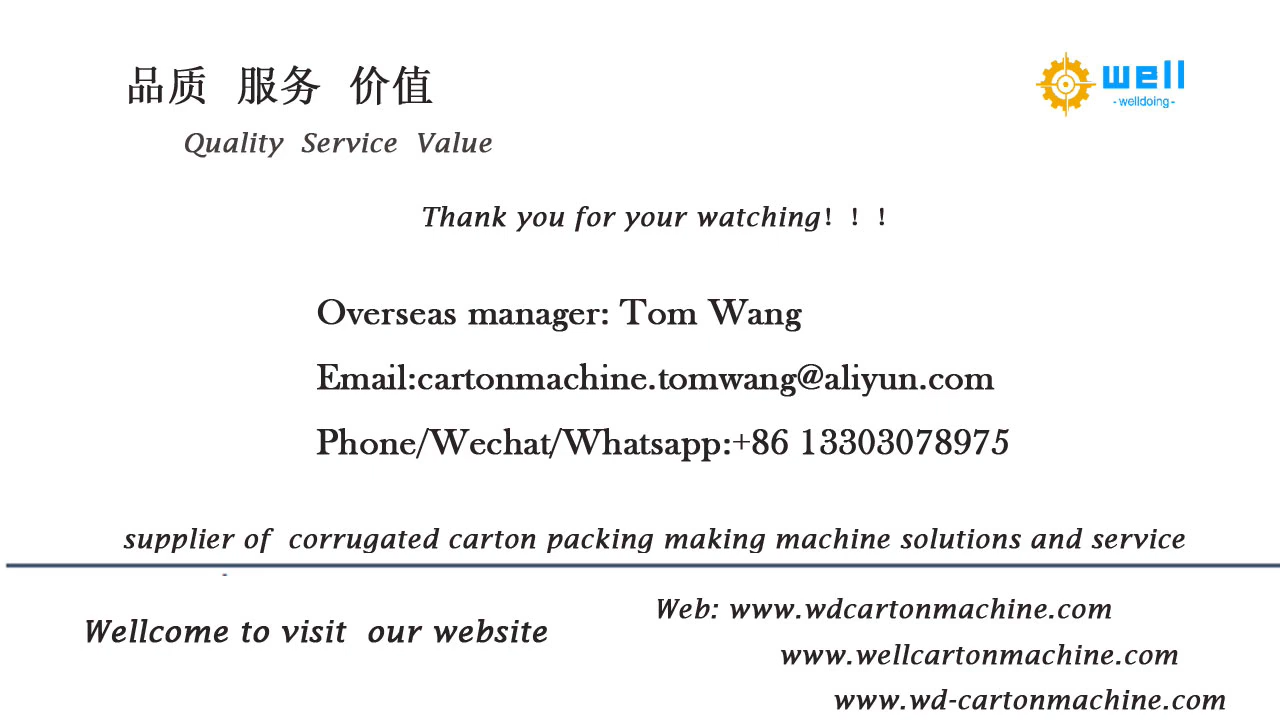 品质 服务 价值
well
-welldoing-
Quality Service Value
Thank you for your watching！！！
Overseas manager: Tom Wang
Email:cartonmachine.tomwang@aliyun.com
Phone/Wechat/Whatsapp:+86 13303078975
supplier of corrugated carton packing making machine solutions and service
Wellcome to visit our website
Web: www.wdcartonmachine.com
www.wellcartonmachine.com
www.wd-cartonmachine.com